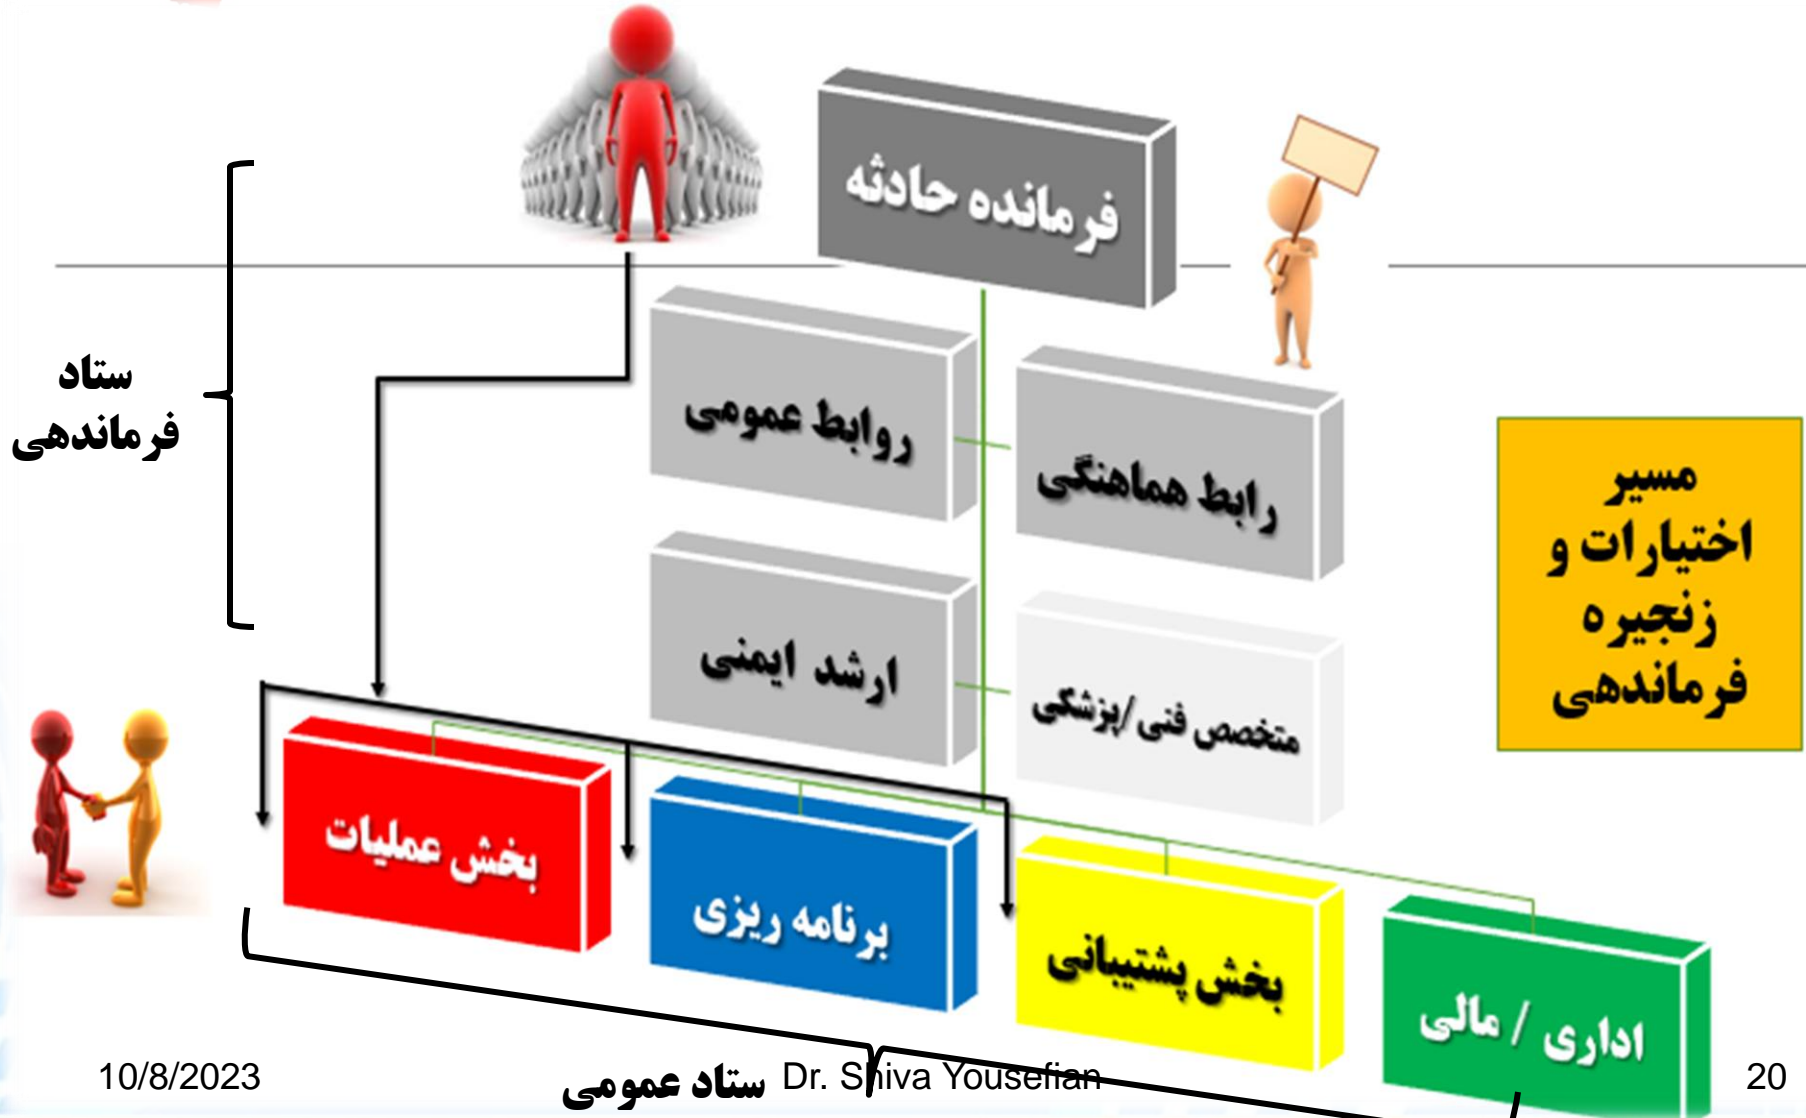 فرمانده حادثه
روابط عمومی
رابط هماهنگی
ارشد ایمنی
متخصص فنی /پزشکی
ستاد
فرماندهی
مسیر
اختیارات و
زنجیره
فرماندهی
بخش عملیات
برنامه ریزی
بخش پشتیبانی
اداری / مالی
ستاد عمومی
10/8/2023
Dr. Shiva Yousefian
20